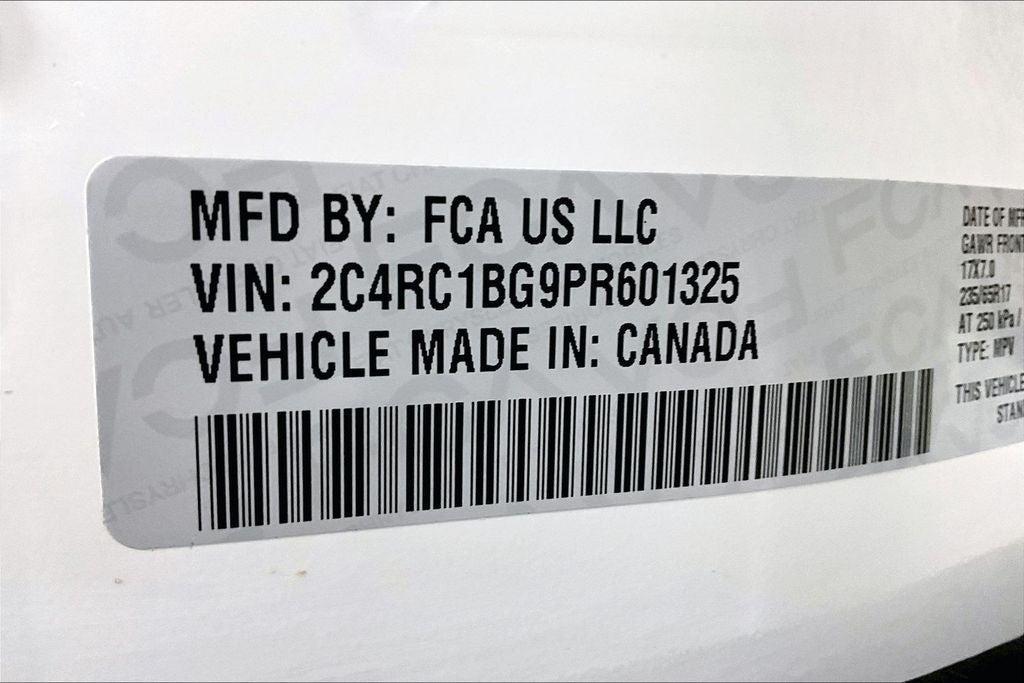 MFD BY: FCA US LLC
VIN: 2C4RC1BG9PR601325
VEHICLE MADE IN: CANADA
DATE OF MFR
GAWR FRONT
17X7.0
235/65R17
AT 250 kPa /
TYPE: MPV
THIS VEHICLE
STAN